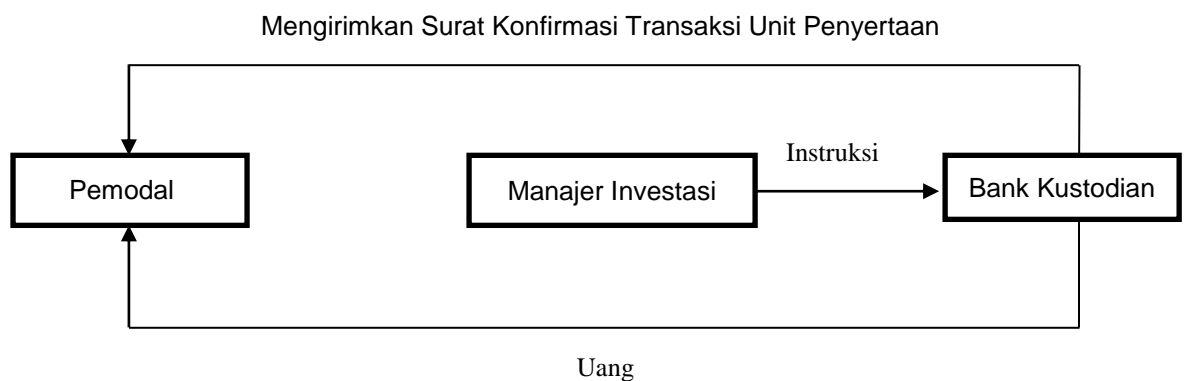 Mengirimkan Surat Konfirmasi Transaksi Unit Penyertaan
Instruksi
Pemodal
Manajer Investasi
Bank Kustodian
Uang